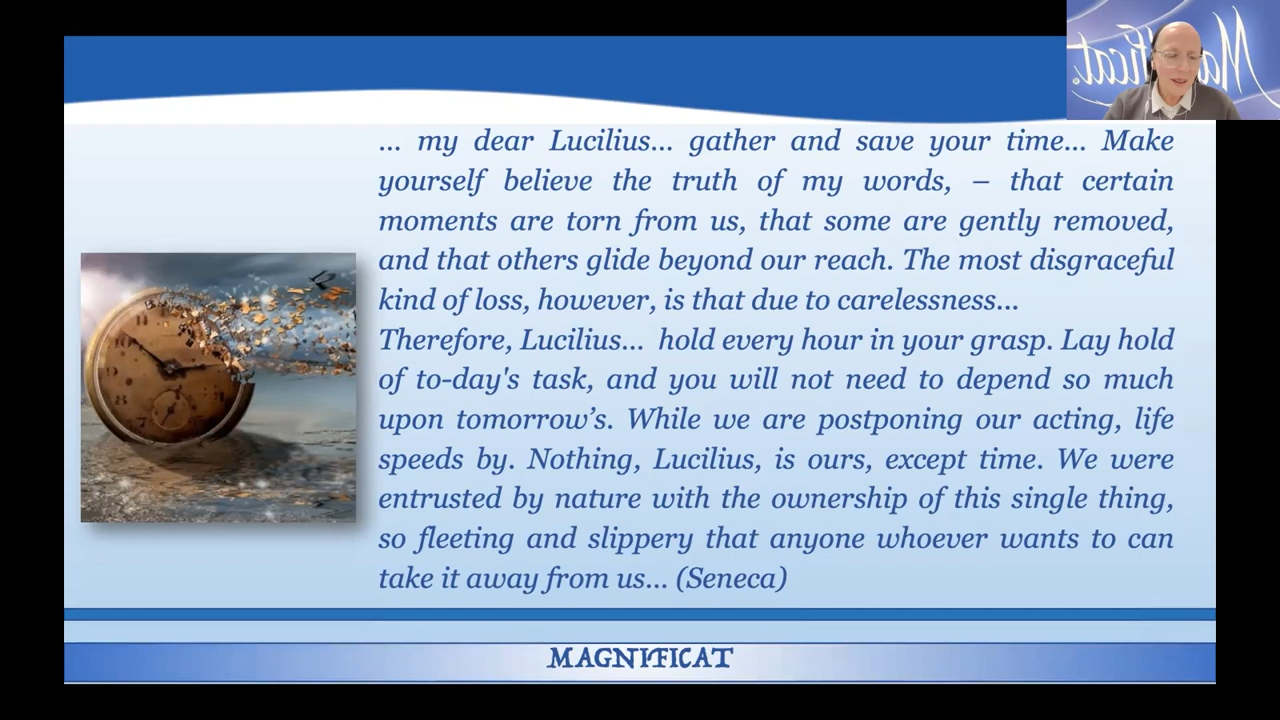 Magnificat.
... my dear Lucilius... gather and save your time... Make
yourself believe the truth of my words, – that certain
moments are torn from us, that some are gently removed,
and that others glide beyond our reach. The most disgraceful
kind of loss, however, is that due to carelessness...
Therefore, Lucilius... hold every hour in your grasp. Lay hold
of to-day's task, and you will not need to depend so much
upon tomorrow’s. While we are postponing our acting, life
speeds by. Nothing, Lucilius, is ours, except time. We were
entrusted by nature with the ownership of this single thing,
so fleeting and slippery that anyone whoever wants to can
take it away from us... (Seneca)
MAGNIFICAT